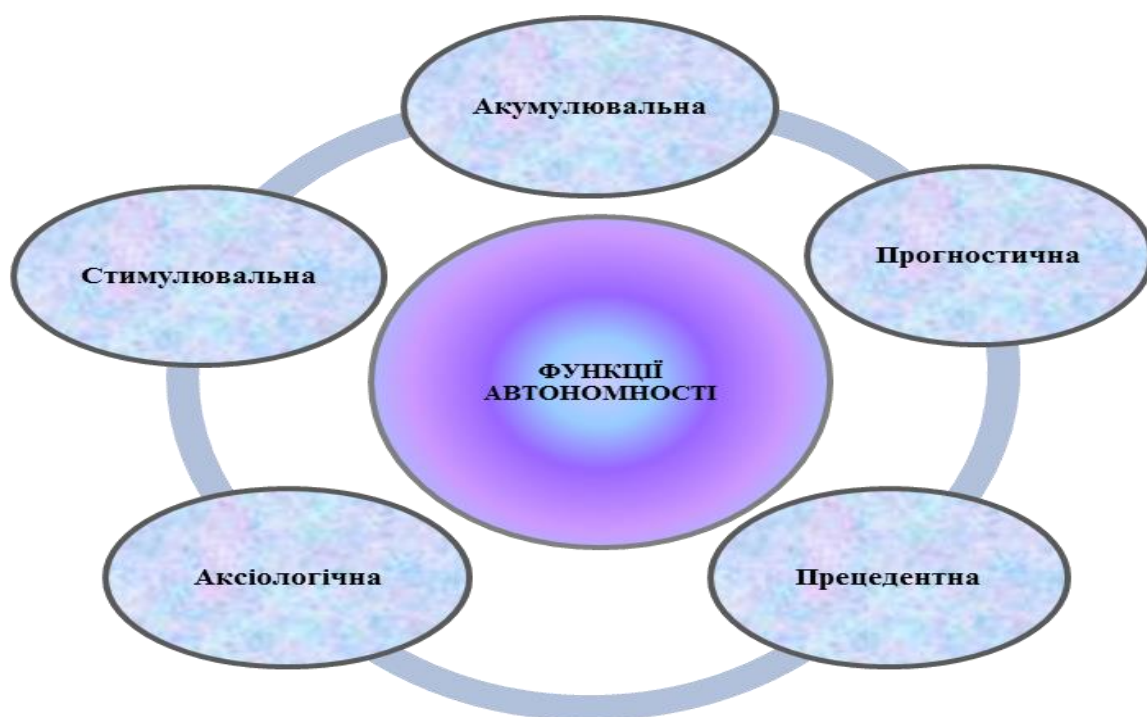 Акумулювальна
Прогностична
Стимулювальна
ФУНКЦІЇ
АВТОНОМНОСТІ
Аксіологічна
Прецедентна